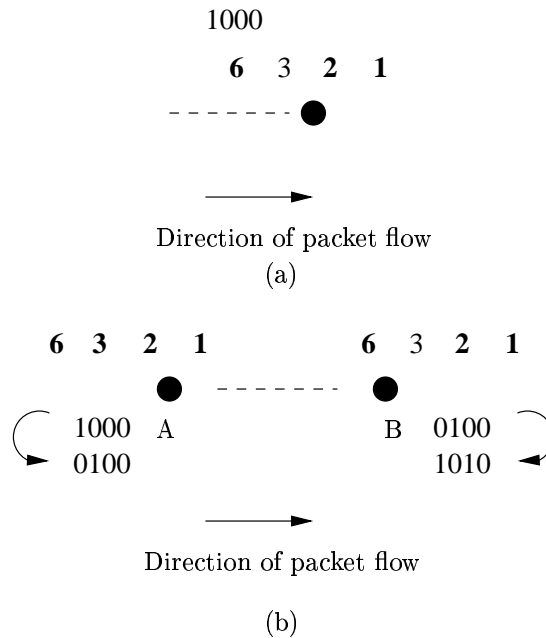 1000
6 3 2 1
Direction of packet flow
(a)
6 3 2 1 6 3 2 1
1000 A B 0100
0100 1010
Direction of packet flow
(b)